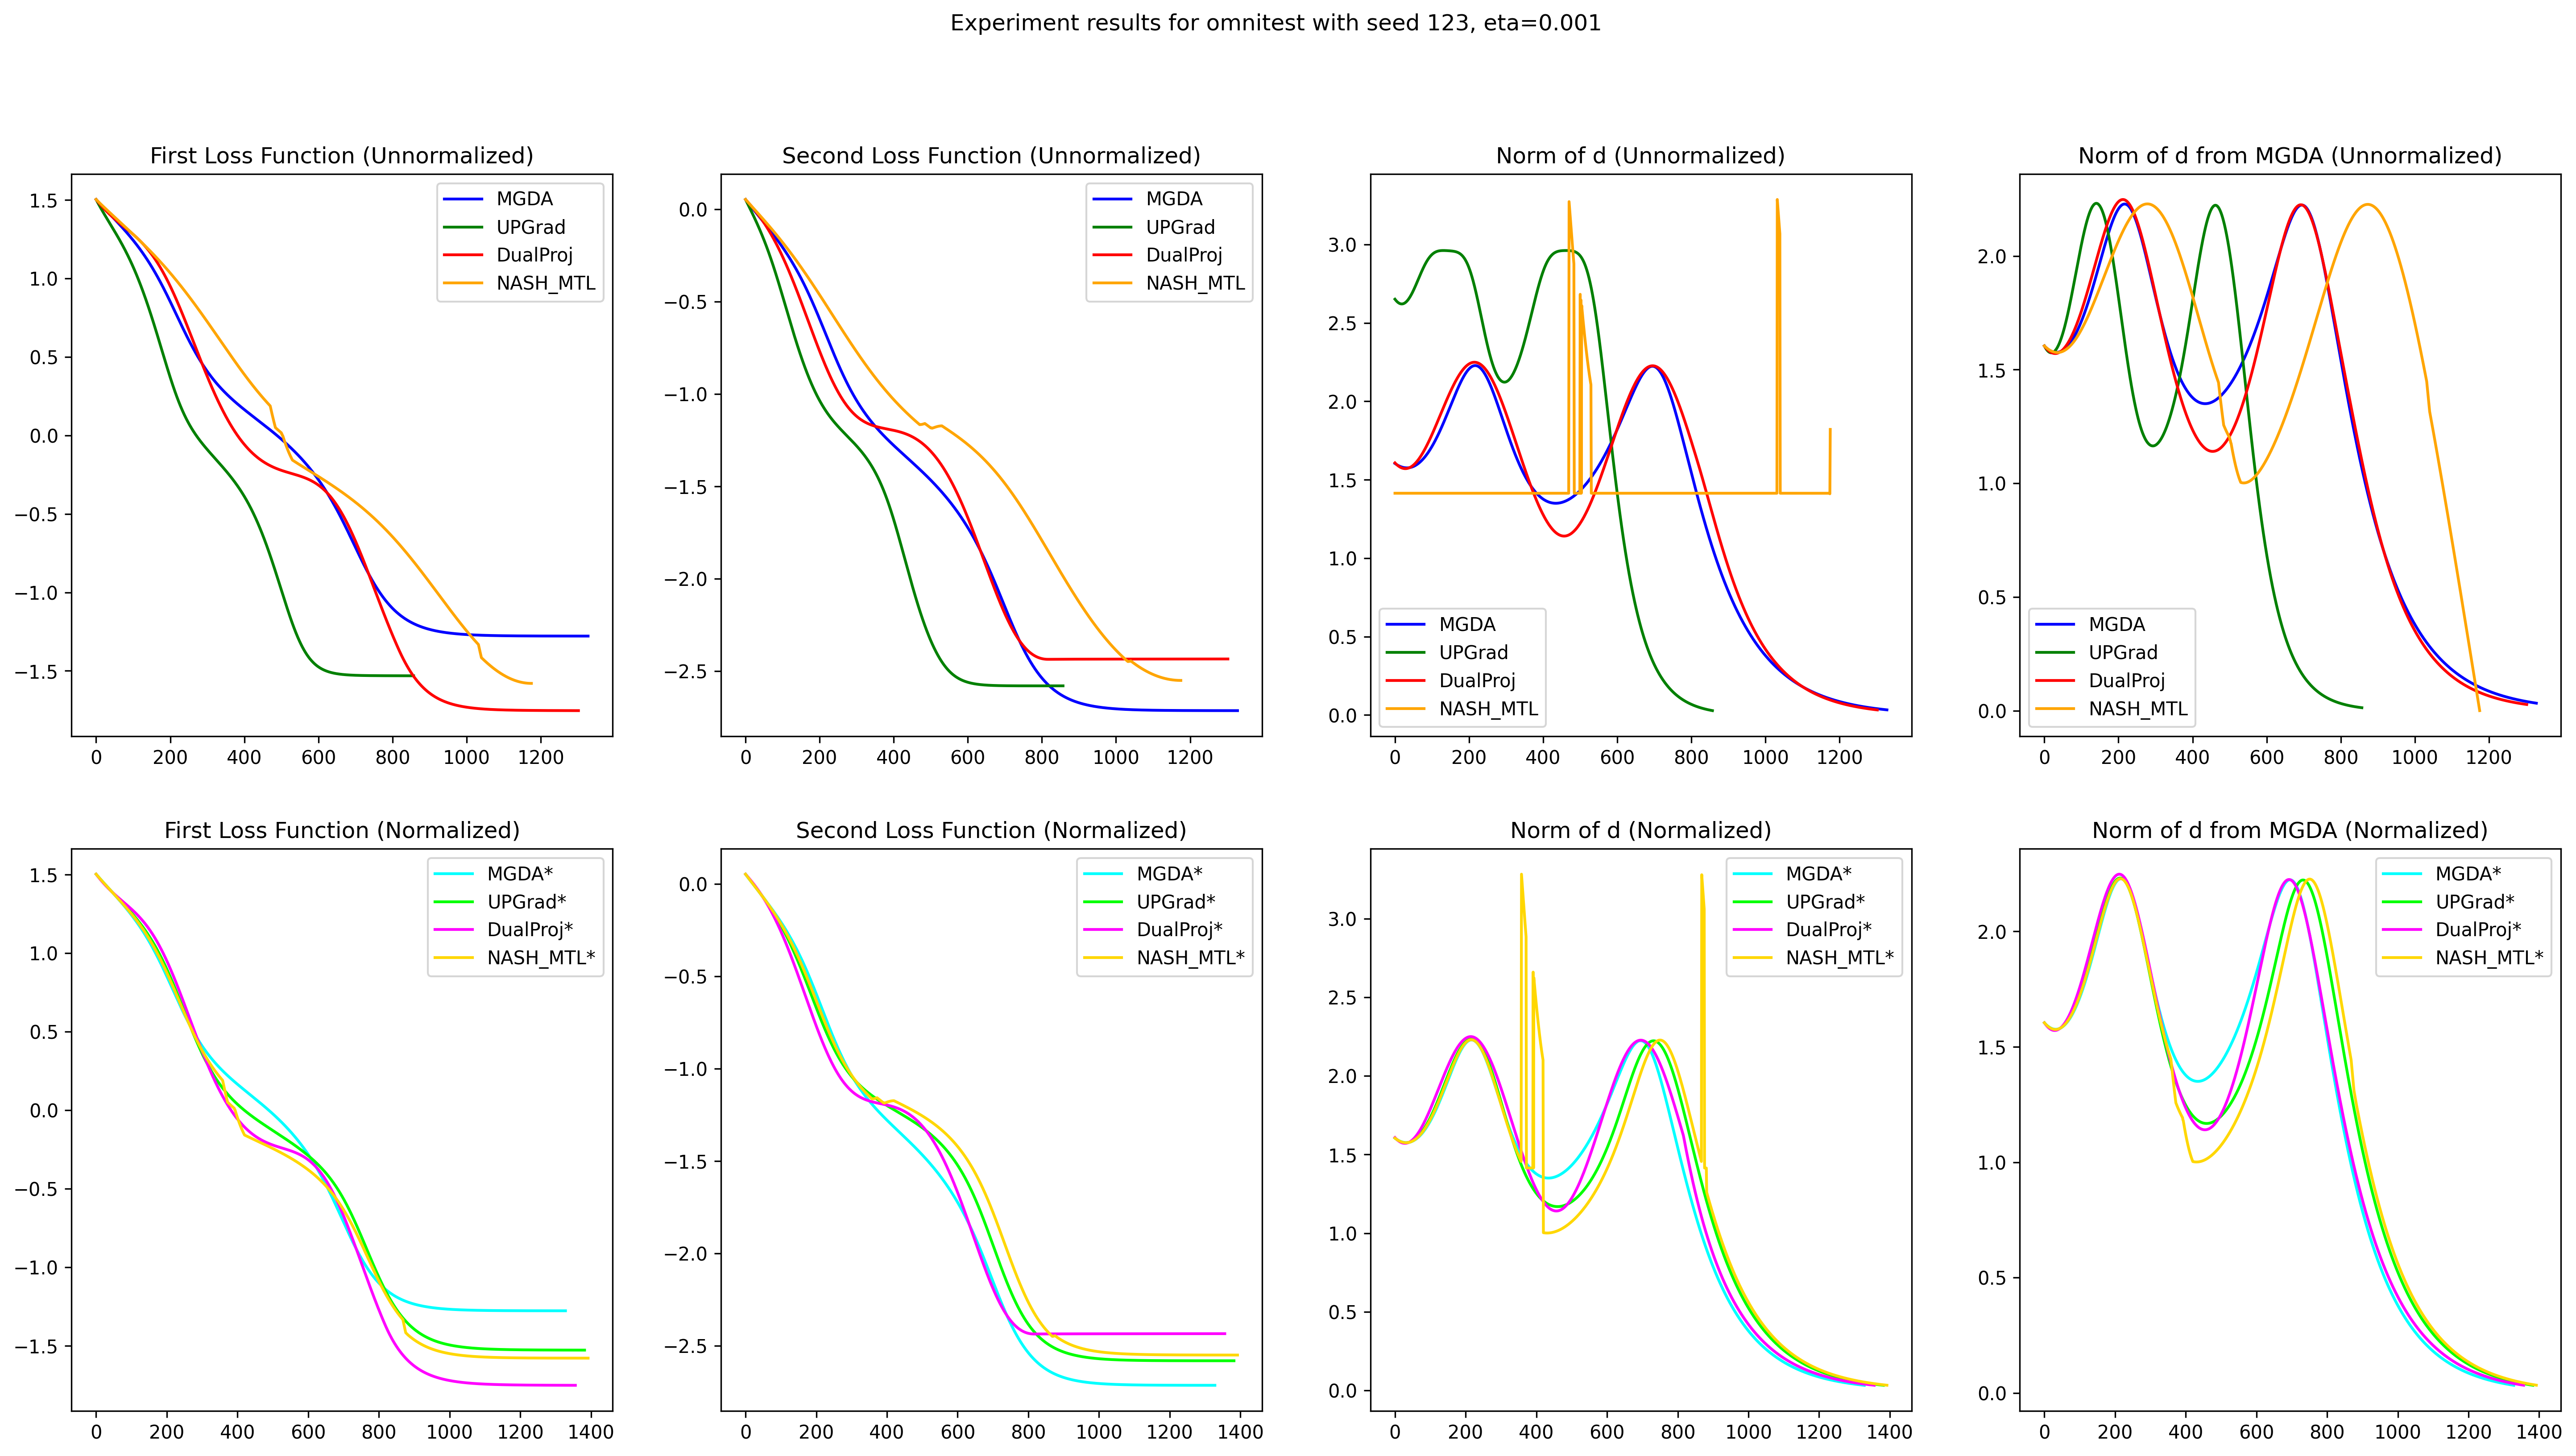 Experiment results for omnitest with seed 123, eta=0.001
First Loss Function (Unnormalized)
1.5
1.0
0.5
0.0
−0.5
−1.0
−1.5
0 200 400 600 800 1000 1200
MGDA
UPGrad
DualProj
NASH_MTL
Second Loss Function (Unnormalized)
0.0
−0.5
−1.0
−1.5
−2.0
−2.5
0 200 400 600 800 1000 1200
MGDA
UPGrad
DualProj
NASH_MTL
Norm of d (Unnormalized)
3.0
2.5
2.0
1.5
1.0
0.5
0.0
0 200 400 600 800 1000 1200
MGDA
UPGrad
DualProj
NASH_MTL
Norm of d from MGDA (Unnormalized)
2.0
1.5
1.0
0.5
0.0
0 200 400 600 800 1000 1200
MGDA
UPGrad
DualProj
NASH_MTL
First Loss Function (Normalized)
1.5
1.0
0.5
0.0
−0.5
−1.0
−1.5
0 200 400 600 800 1000 1200 1400
MGDA*
UPGrad*
DualProj*
NASH_MTL*
Second Loss Function (Normalized)
0.0
−0.5
−1.0
−1.5
−2.0
−2.5
0 200 400 600 800 1000 1200 1400
MGDA*
UPGrad*
DualProj*
NASH_MTL*
Norm of d (Normalized)
3.0
2.5
2.0
1.5
1.0
0.5
0.0
0 200 400 600 800 1000 1200 1400
MGDA*
UPGrad*
DualProj*
NASH_MTL*
Norm of d from MGDA (Normalized)
2.0
1.5
1.0
0.5
0.0
0 200 400 600 800 1000 1200 1400
MGDA*
UPGrad*
DualProj*
NASH_MTL*